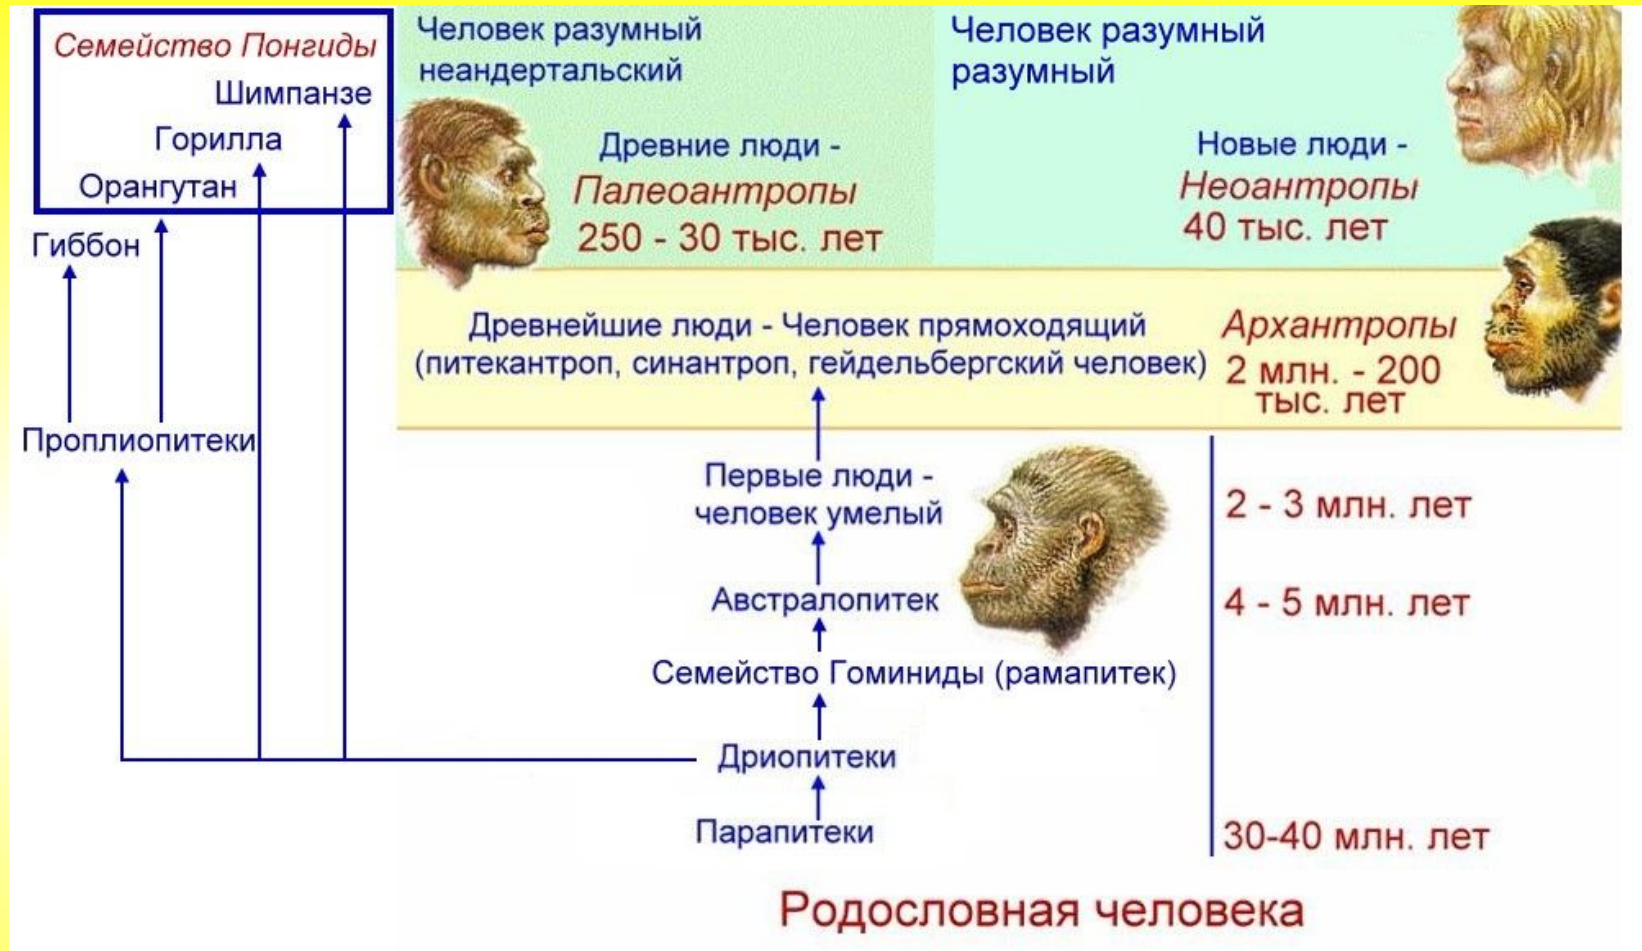 Семейство Понгиды
Шимпанзе
Горилла
Орангутан
Гиббон
Проплиопитеки
Человек разумный
неандертальский
Древние люди -
Палеоантропы
250 - 30 тыс. лет
Человек разумный
разумный
Новые люди -
Неоантропы
40 тыс. лет
Древнейшие люди - Человек прямоходящий
(питекантроп, синантроп, гейдельбергский человек)
Архантропы
2 млн. - 200
тыс. лет
Первые люди -
человек умелый
2 - 3 млн. лет
Австралопитек
4 - 5 млн. лет
Семейство Гоминиды (рамапитек)
Дриопитеки
Парапитеки
30-40 млн. лет
Родословная человека